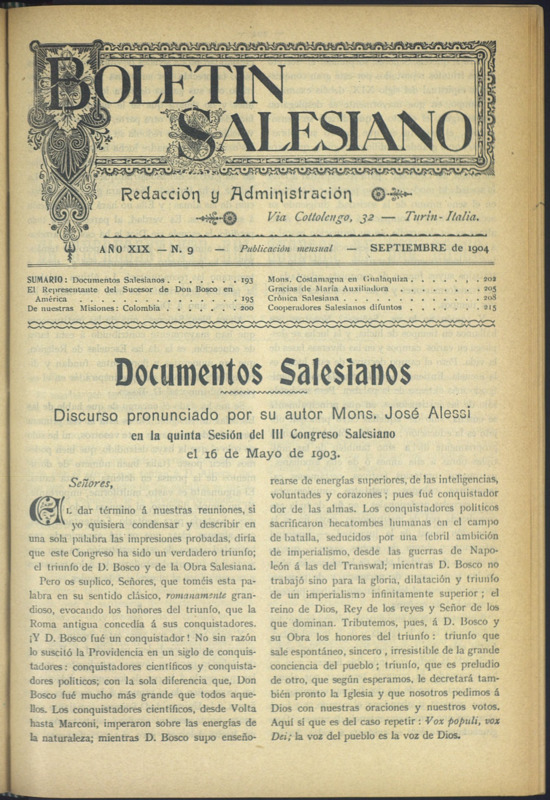 BOLETIN
SALESIANO
Redacción y Administración
Via Cottolengo, 32 — Turin-Italia.
AÑO XIX — N. 9 — Publicación mensual — SEPTIEMBRE de 1904
SUMARIO: Documentos Salesianos . . . . . . . 193
El Representante del Sucesor de Don Bosco en
América . . . . . . . . . . . . . . . . 195
De nuestras Misiones: Colombia . . . . . . . . 200
Mons. Costamagna en Gualaquiza . . . . . . . . 202
Gracias de María Auxiliadora . . . . . . . . . 205
Crónica Salesiana . . . . . . . . . . . . . 208
Cooperadores Salesianos difuntos . . . . . . . 215
Documentos Salesianos
Discurso pronunciado por su autor Mons. José Alessi
en la quinta Sesión del III Congreso Salesiano
el 16 de Mayo de 1903.
Señores,
AL dar término á nuestras reuniones, si
yo quisiera condensar y describir en
una sola palabra las impresiones probadas, diría
que este Congreso ha sido un verdadero triunfo;
el triunfo de D. Bosco y de la Obra Salesiana.
Pero os suplico, Señores, que toméis esta pa-
labra en su sentido clásico, romanamente gran-
dioso, evocando los honores del triunfo, que la
Roma antigua concedía á sus conquistadores.
¡Y D. Bosco fué un conquistador! No sin razón
lo suscitó la Providencia en un siglo de conquis-
tadores: conquistadores científicos y conquista-
dores políticos; con la sola diferencia que, Don
Bosco fué mucho más grande que todos aque-
llos. Los conquistadores científicos, desde Volta
hasta Marconi, imperaron sobre las energías de
la naturaleza; mientras D. Bosco supo enseño-
rearse de energías superiores, de las inteligencias,
voluntades y corazones; pues fué conquistador
dor de las almas. Los conquistadores políticos
sacrificaron hecatombes humanas en el campo
de batalla, seducidos por una febril ambición
de imperialismo, desde las guerras de Napo-
león á las del Transwal; mientras D. Bosco no
trabajó sino para la gloria, dilatación y triunfo
de un imperialismo infinitamente superior; el
reino de Dios, Rey de los reyes y Señor de los
que dominan. Tributemos, pues, á D. Bosco y
su Obra los honores del triunfo: triunfo que
sale espontáneo, sincero, irresistible de la grande
conciencia del pueblo; triunfo, que es preludio
de otro, que según esperamos, le decretará tam-
bién pronto la Iglesia y que nosotros pedimos á
Dios con nuestras oraciones y nuestros votos.
Aquí si que es del caso repetir: Vox populi, vox
Dei; la voz del pueblo es la voz de Dios.